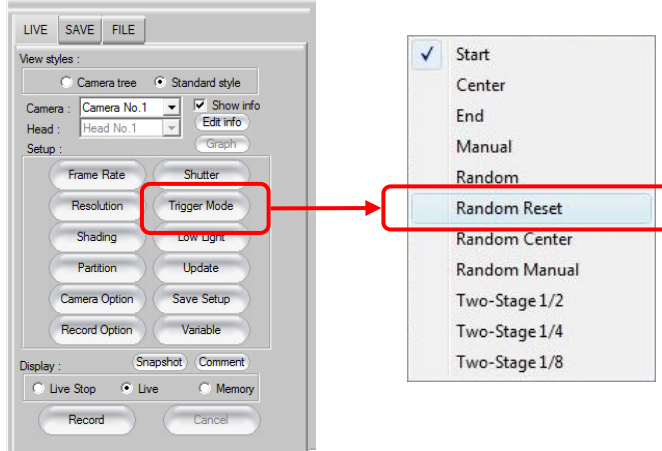 LIVE SAVE FILE
View styles :
Camera tree Standard style
Camera : Camera No.1 Show info
Head : Head No.1 Edit info
Setup : Graph
Frame Rate Shutter
Resolution Trigger Mode
Shading Low Light
Partition Update
Camera Option Save Setup
Record Option Variable
Display : Snapshot Comment
Live Stop Live Memory
Record Cancel
Start
Center
End
Manual
Random
Random Reset
Random Center
Random Manual
Two-Stage 1/2
Two-Stage 1/4
Two-Stage 1/8